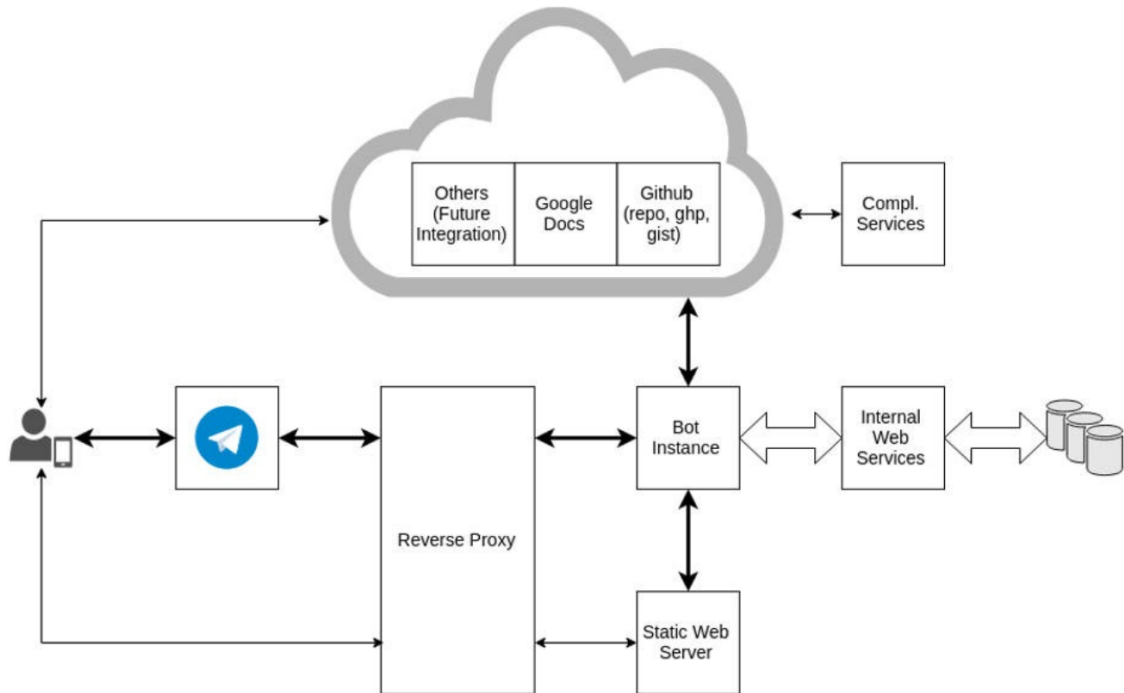 Others
(Future
Integration)
Google
Docs
Github
(repo, ghp,
gist)
Compl.
Services
Bot
Instance
Internal
Web
Services
Reverse Proxy
Static Web
Server